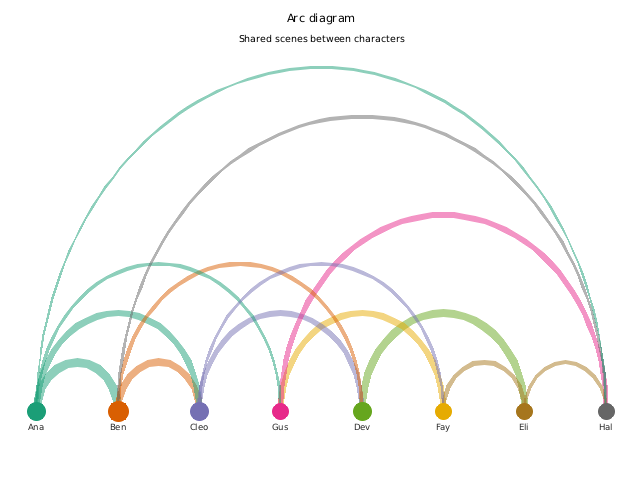 Arc diagram
Shared scenes between characters
Ana Ben Cleo Gus Dev Fay Eli Hal